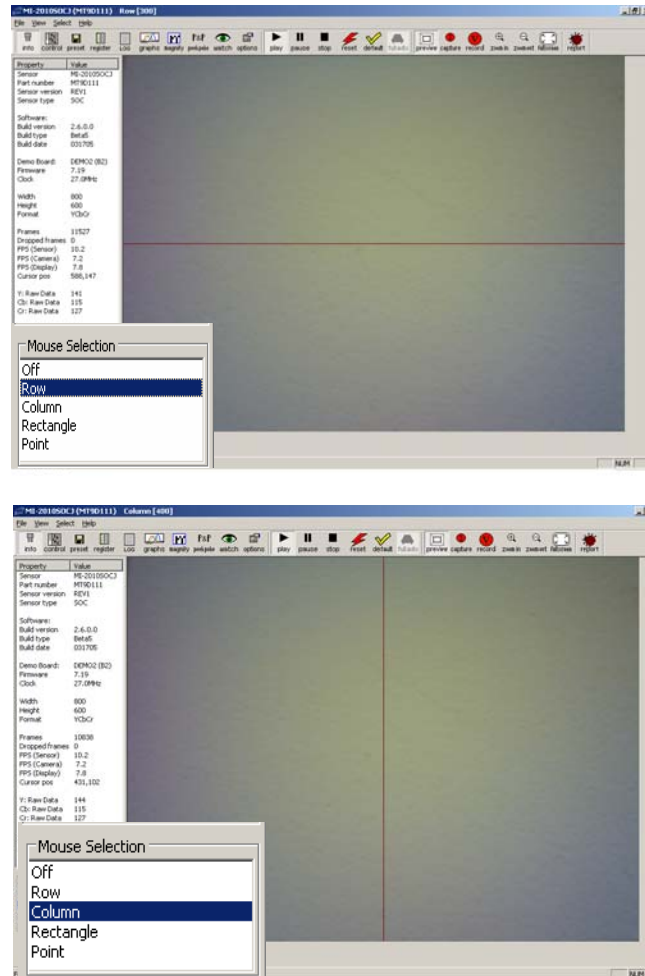 MI-2010SOCJ (MT9D111) Row [300]
File View Select Help
info control preset register LOG graphs magnify watch options play pause stop reset default preview capture record zoom in zoom out fullview report
Property Value
Sensor MI-2010SOCJ
Part number MT9D111
Sensor version REV1
Sensor type SOC
Software:
Build version 2.6.0.0
Build type Beta5
Build date 031705
Demo Board: DEMO2 (B2)
Firmware 7.19
Clock 27.0MHz
Width 800
Height 600
Format YCbCr
Frames 11527
Dropped frames 0
FPS (Sensor) 10.2
FPS (Camera) 7.2
FPS (Display) 7.8
Cursor pos 588,147
Y: Raw Data 141
Cb: Raw Data 115
Cr: Raw Data 127
Mouse Selection
Off
Row
Column
Rectangle
Point
NUM
MI-2010SOCJ (MT9D111) Column [400]
File View Select Help
info control preset register LOG graphs magnify watch options play pause stop reset default preview capture record zoom in zoom out report
Property Value
Sensor MI-2010SOCJ
Part number MT9D111
Sensor version REV1
Sensor type SOC
Software:
Build version 2.6.0.0
Build type Beta5
Build date 031705
Demo Board: DEMO2 (B2)
Firmware 7.19
Clock 27.0MHz
Width 800
Height 600
Format YCbCr
Frames 10838
Dropped frames 0
FPS (Sensor) 10.2
FPS (Camera) 7.2
FPS (Display) 7.8
Cursor pos 431,102
Y: Raw Data 144
Cb: Raw Data 115
Cr: Raw Data 127
Mouse Selection
Off
Row
Column
Rectangle
Point
NUM